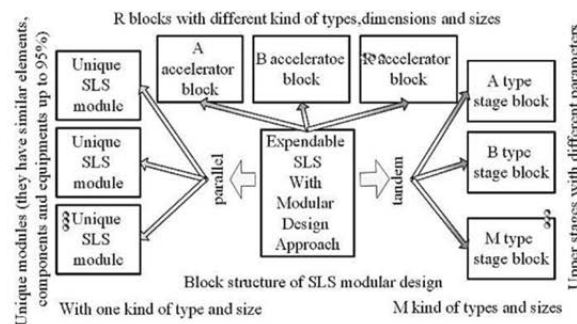 R blocks with different kind of types,dimensions and sizes
Unique modules (they have similar elements,
components and equipments up to 95%)
Unique
SLS
module
Unique
SLS
module
Unique
SLS
module
A
accelerator
block
B acceleratoe
block
R accelerator
block
Expendable
SLS
With
Modular
Design
Approach
parallel
tandem
A type
stage block
B type
stage block
M type
stage block
Upper stages with different parameters
Block structure of SLS modular design
With one kind of type and size
M kind of types and sizes